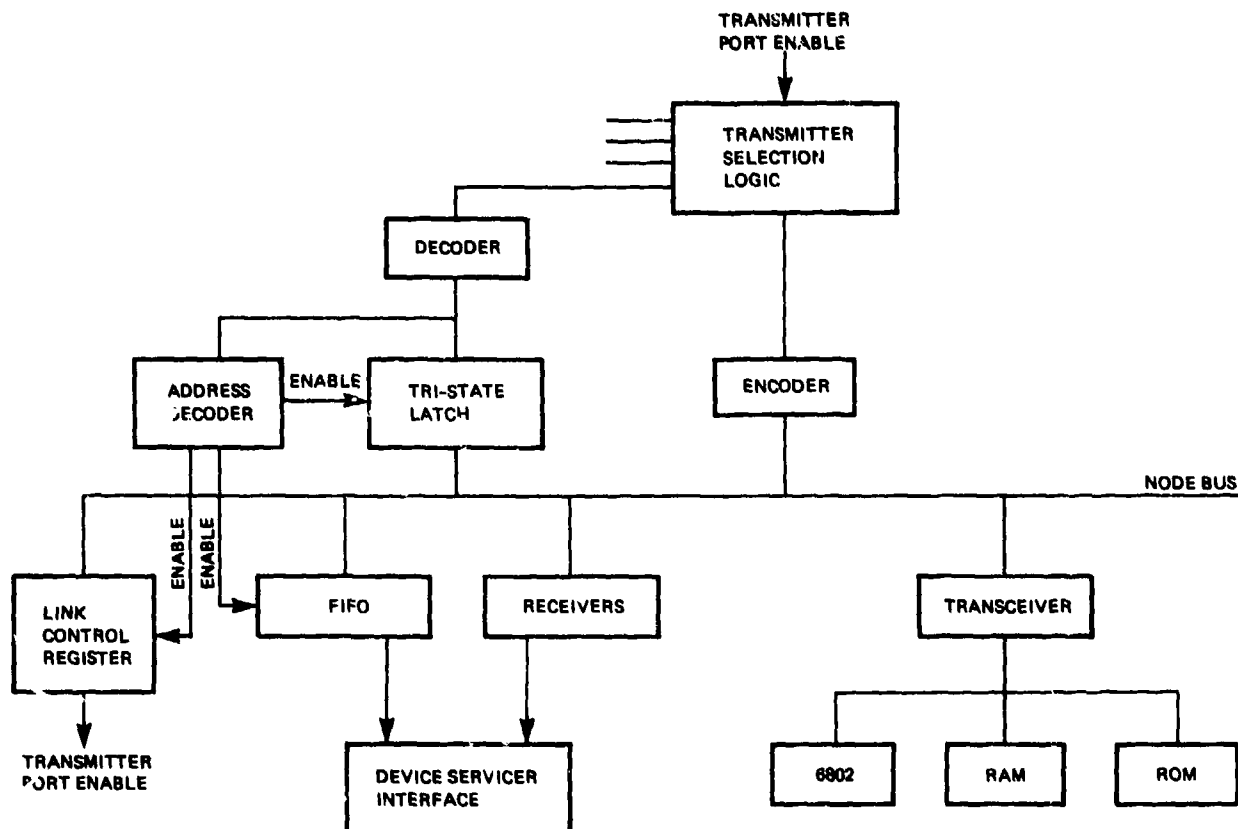 TRANSMITTER
PORT ENABLE
TRANSMITTER
SELECTION
LOGIC
DECODER
ADDRESS
DECODER
ENABLE
TRI-STATE
LATCH
ENCODER
NODE BUS
ENABLE
ENABLE
LINK
CONTROL
REGISTER
FIFO
RECEIVERS
TRANSCEIVER
TRANSMITTER
PORT ENABLE
DEVICE SERVICER
INTERFACE
6802
RAM
ROM